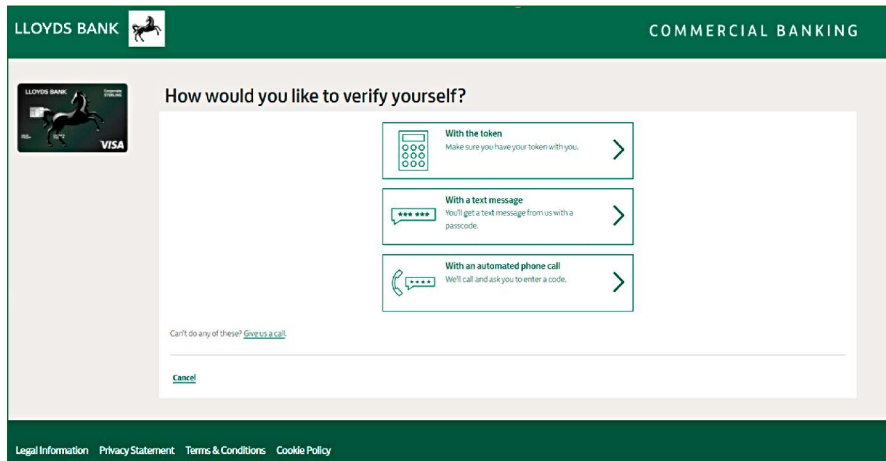 LLOYDS BANK
COMMERCIAL BANKING
LLOYDS BANK
Corporate
STERLING
VISA
How would you like to verify yourself?
With the token
Make sure you have your token with you.
With a text message
You'll get a text message from us with a
passcode.
With an automated phone call
We'll call and ask you to enter a code.
Can't do any of these? Give us a call.
Cancel
Legal Information Privacy Statement Terms & Conditions Cookie Policy